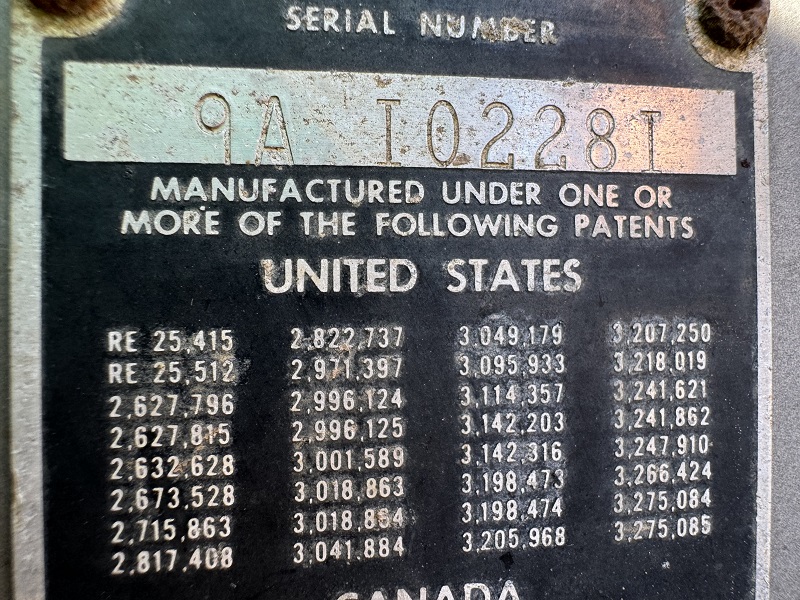 SERIAL NUMBER
9A I02281
MANUFACTURED UNDER ONE OR
MORE OF THE FOLLOWING PATENTS
UNITED STATES
RE 25,415 2,822,737 3,049,179 3,207,250
RE 25,512 2,971,397 3,095,933 3,218,019
2,627,796 2,996,124 3,114,357 3,241,621
2,627,815 2,996,125 3,142,203 3,241,862
2,632,628 3,001,589 3,142,316 3,247,910
2,673,528 3,018,863 3,198,473 3,266,424
2,715,863 3,018,864 3,198,474 3,275,084
2,817,408 3,041,884 3,205,968 3,275,085
CANADA